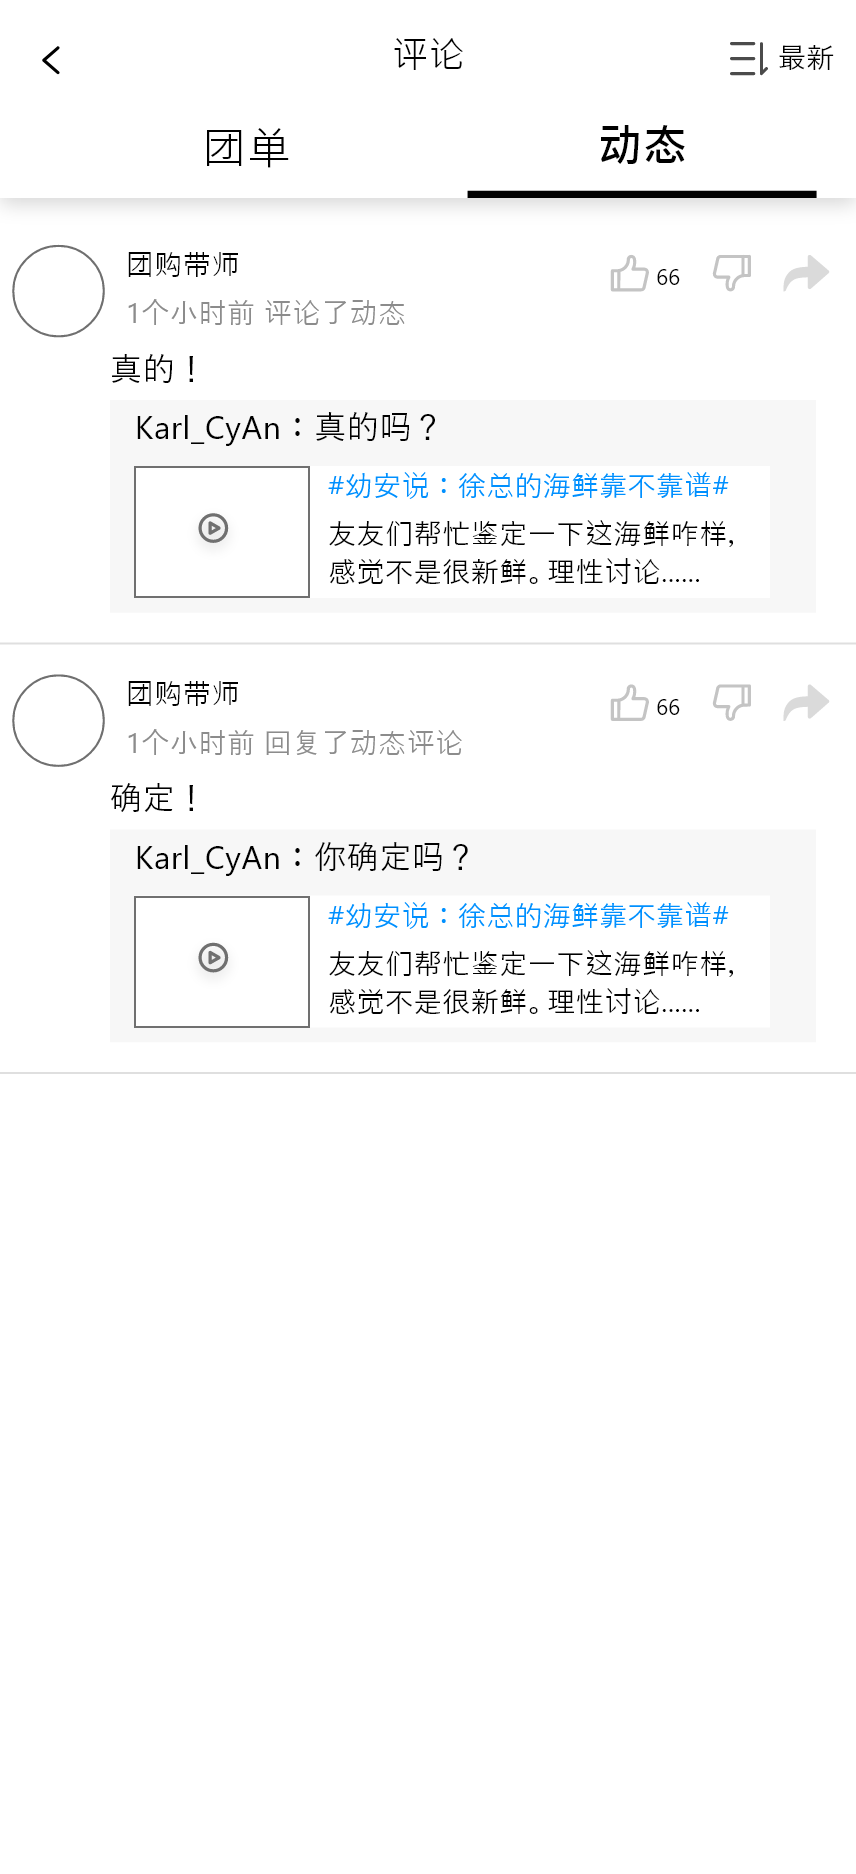 评论
最新
团单
动态
团购带师
66
1个小时前 评论了动态
真的！
Karl_CyAn：真的吗？
#幼安说：徐总的海鲜靠不靠谱#
友友们帮忙鉴定一下这海鲜咋样，
感觉不是很新鲜。理性讨论......
团购带师
66
1个小时前 回复了动态评论
确定！
Karl_CyAn：你确定吗？
#幼安说：徐总的海鲜靠不靠谱#
友友们帮忙鉴定一下这海鲜咋样，
感觉不是很新鲜。理性讨论......